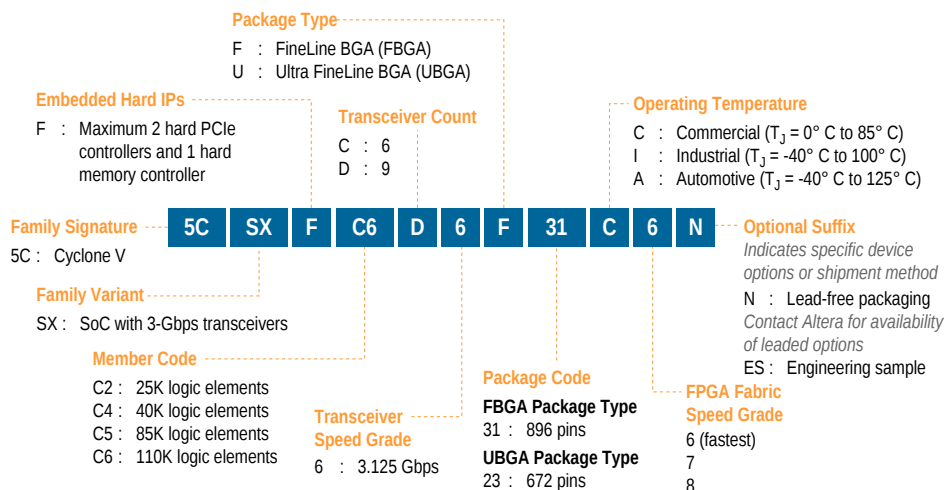 Package Type
F : FineLine BGA (FBGA)
U : Ultra FineLine BGA (UBGA)
Embedded Hard IPs
F : Maximum 2 hard PCIe
controllers and 1 hard
memory controller
Transceiver Count
C : 6
D : 9
Operating Temperature
C : Commercial (TJ = 0° C to 85° C)
I : Industrial (TJ = -40° C to 100° C)
A : Automotive (TJ = -40° C to 125° C)
Family Signature
5C : Cyclone V
5C SX F C6 D 6 F 31 C 6 N
Optional Suffix
Indicates specific device
options or shipment method
N : Lead-free packaging
Contact Altera for availability
of leaded options
ES : Engineering sample
Family Variant
SX : SoC with 3-Gbps transceivers
Member Code
C2 : 25K logic elements
C4 : 40K logic elements
C5 : 85K logic elements
C6 : 110K logic elements
Transceiver
Speed Grade
6 : 3.125 Gbps
Package Code
FBGA Package Type
31 : 896 pins
UBGA Package Type
23 : 672 pins
FPGA Fabric
Speed Grade
6 (fastest)
7
8